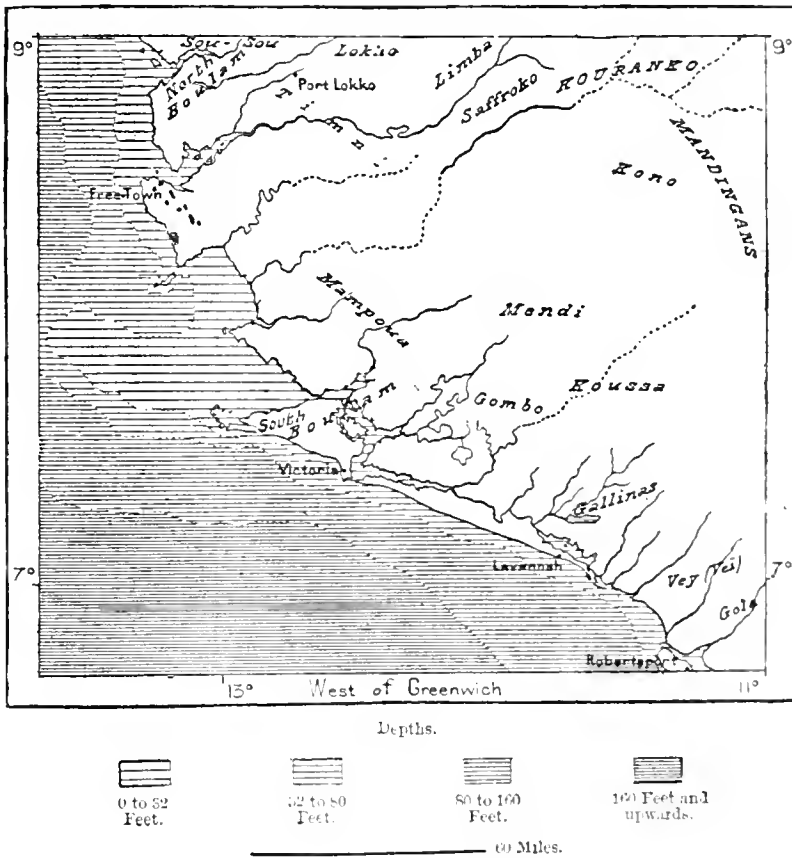 9°
9°
Sou-Sou
Lokko
Limba
North
Boulam
Port Lokko
Saffroko
KOURANKO
MANDINGANS
Kono
Free-Town
Mampoua
Mendi
Koussa
Gombo
South
Boulam
Victoria
Gallinas
Lavannah
7°
7°
Vey (Vei)
Gola
Robertsport
13°
West of Greenwich
11°
Depths.
0 to 32
Feet.
32 to 80
Feet.
80 to 160
Feet.
160 Feet and
upwards.
60 Miles.